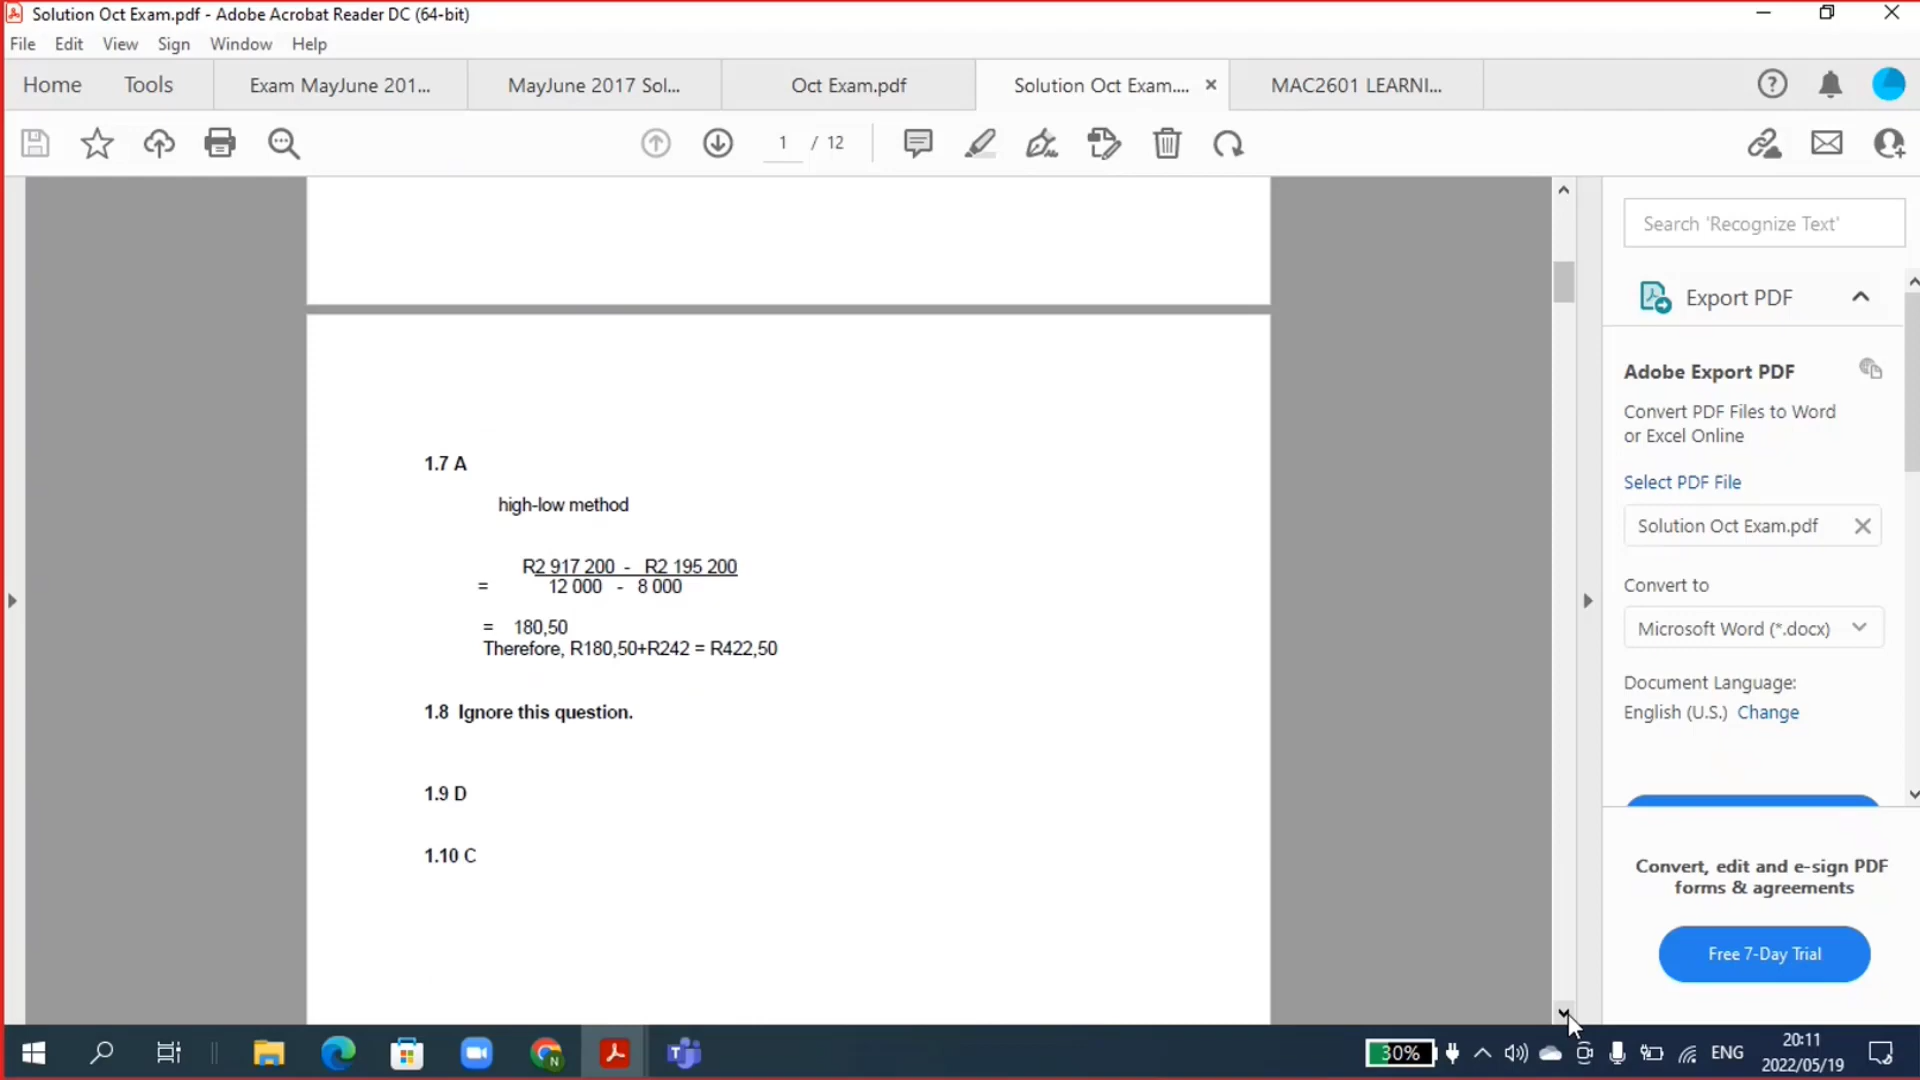 Solution Oct Exam.pdf - Adobe Acrobat Reader DC (64-bit)
File Edit View Sign Window Help
Home Tools Exam MayJune 201... MayJune 2017 Sol... Oct Exam.pdf Solution Oct Exam.... × MAC2601 LEARNI...
1 / 12
Search 'Recognize Text'
Export PDF
Adobe Export PDF
Convert PDF Files to Word
or Excel Online
Select PDF File
Solution Oct Exam.pdf
Convert to
Microsoft Word (*.docx)
Document Language:
English (U.S.) Change
Convert, edit and e-sign PDF
forms & agreements
Free 7-Day Trial
1.7 A
high-low method
R2 917 200 - R2 195 200
= 12 000 - 8 000
= 180,50
Therefore, R180,50+R242 = R422,50
1.8 Ignore this question.
1.9 D
1.10 C
30% ENG
20:11
2022/05/19